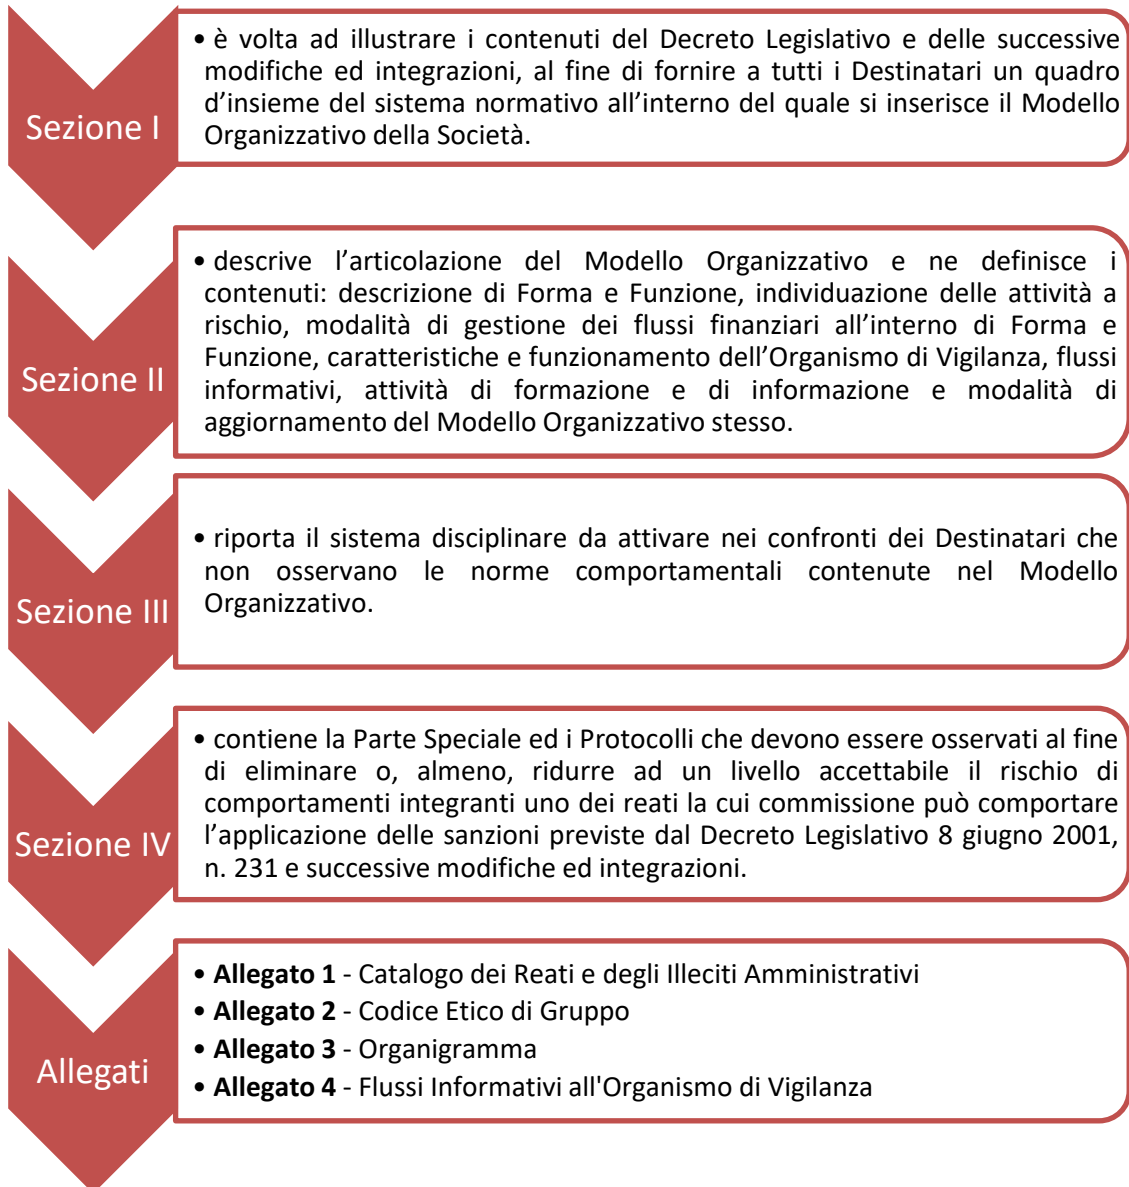 Sezione I
• è volta ad illustrare i contenuti del Decreto Legislativo e delle successive
modifiche ed integrazioni, al fine di fornire a tutti i Destinatari un quadro
d’insieme del sistema normativo all’interno del quale si inserisce il Modello
Organizzativo della Società.
Sezione II
• descrive l’articolazione del Modello Organizzativo e ne definisce i
contenuti: descrizione di Forma e Funzione, individuazione delle attività a
rischio, modalità di gestione dei flussi finanziari all’interno di Forma e
Funzione, caratteristiche e funzionamento dell’Organismo di Vigilanza, flussi
informativi, attività di formazione e di informazione e modalità di
aggiornamento del Modello Organizzativo stesso.
Sezione III
• riporta il sistema disciplinare da attivare nei confronti dei Destinatari che
non osservano le norme comportamentali contenute nel Modello
Organizzativo.
Sezione IV
• contiene la Parte Speciale ed i Protocolli che devono essere osservati al fine
di eliminare o, almeno, ridurre ad un livello accettabile il rischio di
comportamenti integranti uno dei reati la cui commissione può comportare
l’applicazione delle sanzioni previste dal Decreto Legislativo 8 giugno 2001,
n. 231 e successive modifiche ed integrazioni.
Allegati
• Allegato 1 - Catalogo dei Reati e degli Illeciti Amministrativi
• Allegato 2 - Codice Etico di Gruppo
• Allegato 3 - Organigramma
• Allegato 4 - Flussi Informativi all'Organismo di Vigilanza